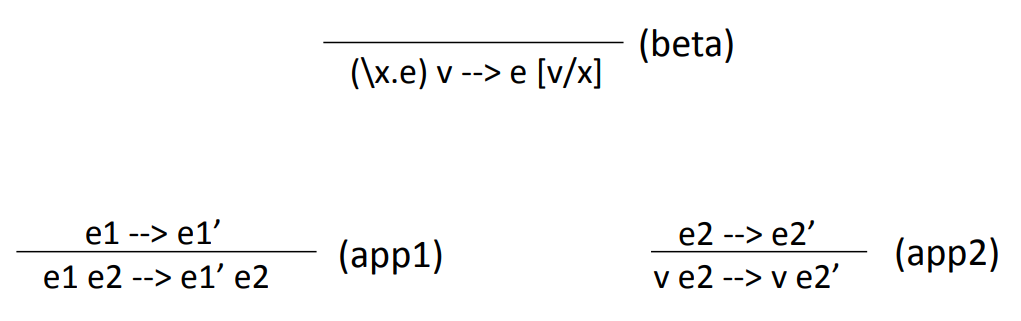 (beta)
(\x.e) v --> e [v/x]
e1 --> e1’
(app1)
e1 e2 --> e1’ e2
e2 --> e2’
(app2)
v e2 --> v e2’